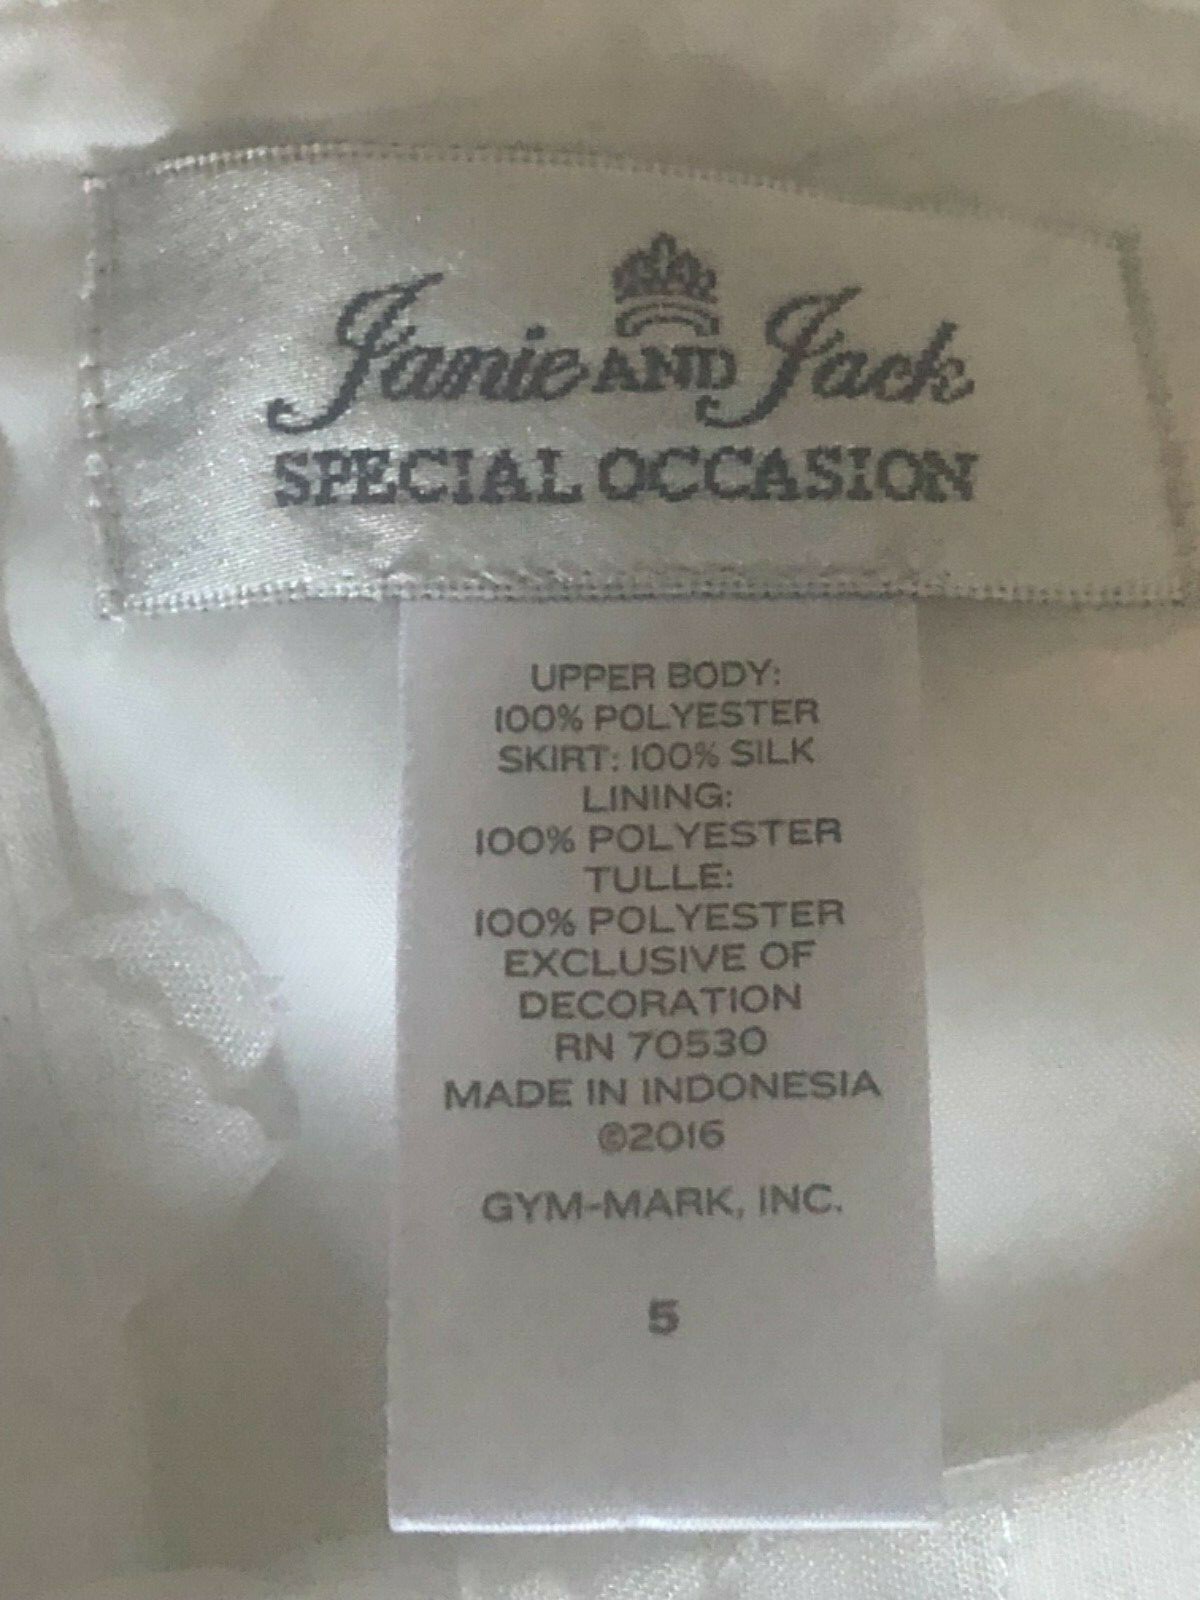 Janie AND Jack
SPECIAL OCCASION
UPPER BODY:
100% POLYESTER
SKIRT: 100% SILK
LINING:
100% POLYESTER
TULLE:
100% POLYESTER
EXCLUSIVE OF
DECORATION
RN 70530
MADE IN INDONESIA
©2016
GYM-MARK, INC.
5